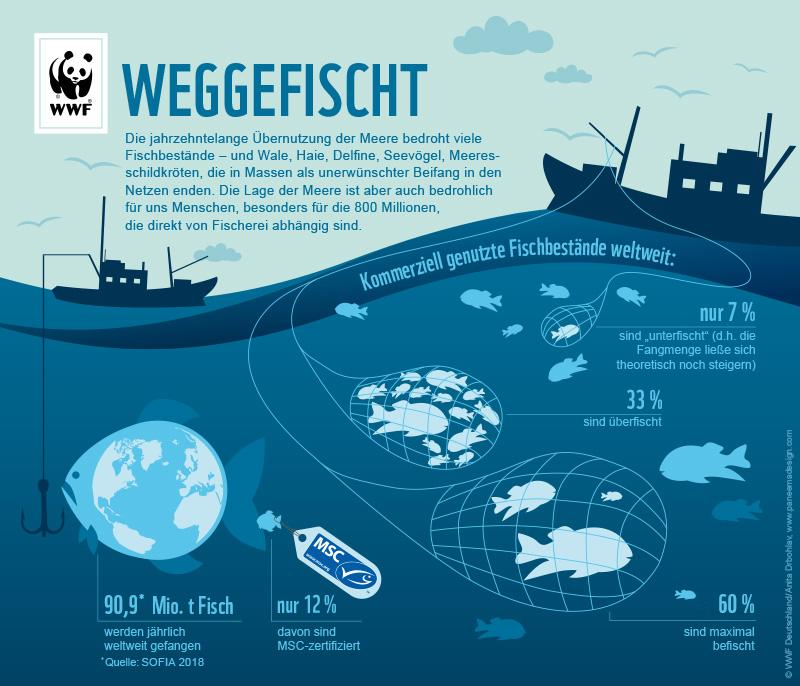 WWF
WEGGEFISCHT
Die jahrzehntelange Übernutzung der Meere bedroht viele
Fischbestände – und Wale, Haie, Delfine, Seevögel, Meeres-
schildkröten, die in Massen als unerwünschter Beifang in den
Netzen enden. Die Lage der Meere ist aber auch bedrohlich
für uns Menschen, besonders für die 800 Millionen,
die direkt von Fischerei abhängig sind.
Kommerziell genutzte Fischbestände weltweit:
nur 7 %
sind „unterfischt“ (d.h. die
Fangmenge ließe sich
theoretisch noch steigern)
33 %
sind überfischt
60 %
sind maximal
befischt
MSC
www.msc.org
90,9* Mio. t Fisch
werden jährlich
weltweit gefangen
*Quelle: SOFIA 2018
nur 12 %
davon sind
MSC-zertifiziert
© WWF Deutschland/Anita Drbohlav, www.paneemadesign.com